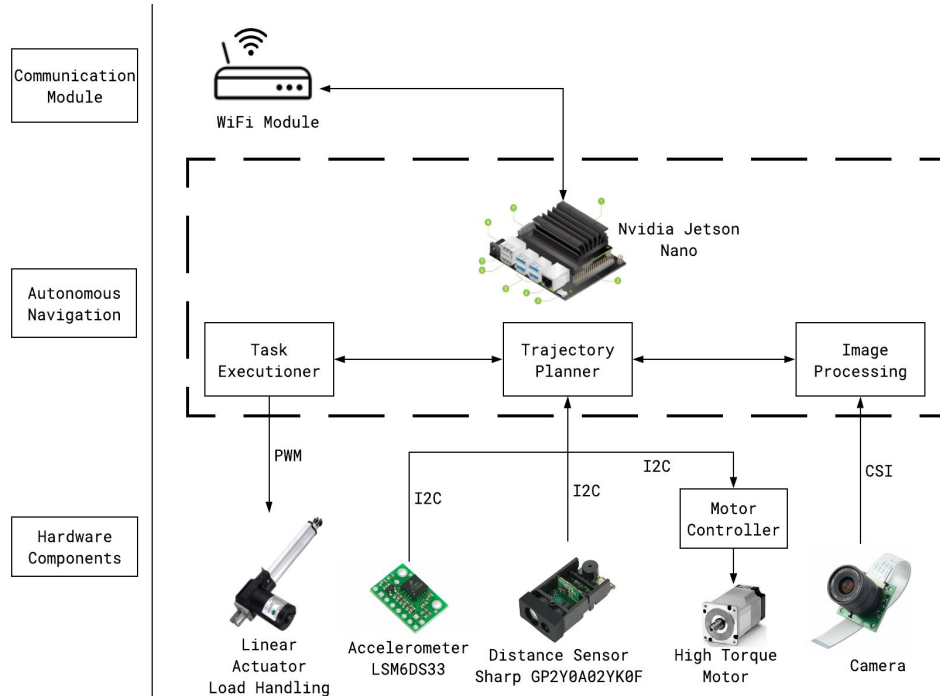 Communication
Module
WiFi Module
Nvidia Jetson
Nano
Autonomous
Navigation
Task
Executioner
Trajectory
Planner
Image
Processing
PWM
I2C
I2C
I2C
CSI
Motor
Controller
Hardware
Components
Linear
Actuator
Load Handling
Accelerometer
LSM6DS33
Distance Sensor
Sharp GP2Y0A02YK0F
High Torque
Motor
Camera